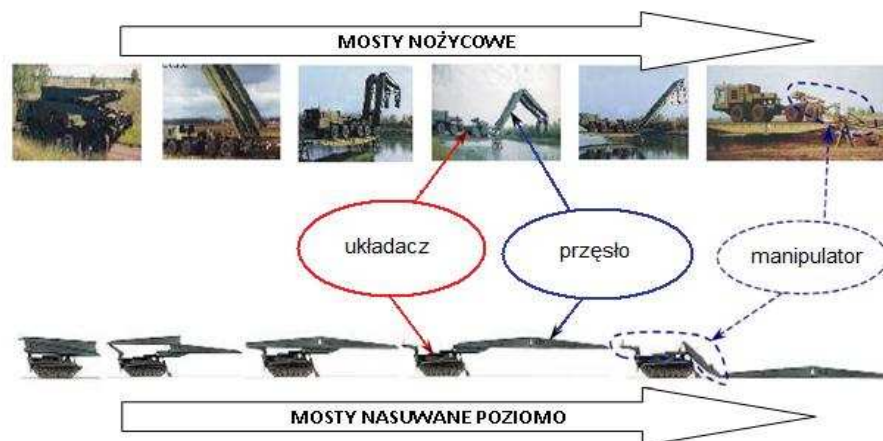 MOSTY NOŻYCOWE
układacz
przęsło
manipulator
MOSTY NASUWANE POZIOMO